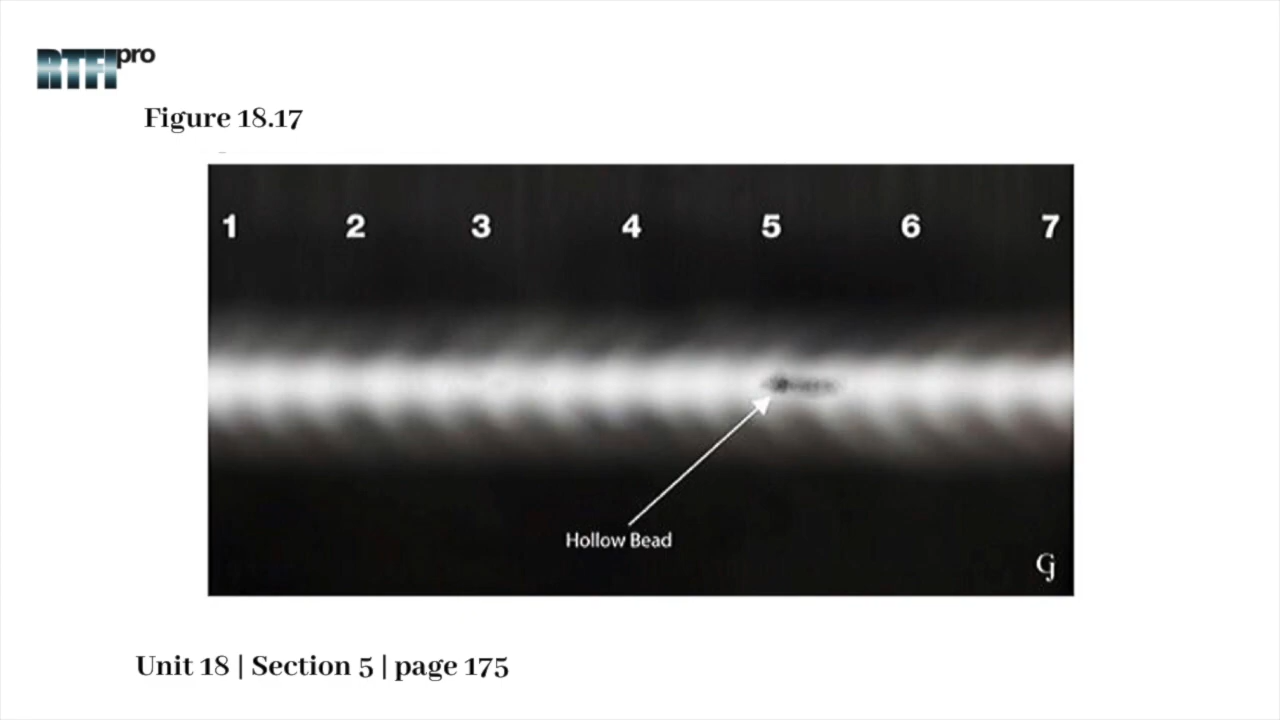 RTFI pro
Figure 18.17
1 2 3 4 5 6 7
Hollow Bead
G
Unit 18 | Section 5 | page 175